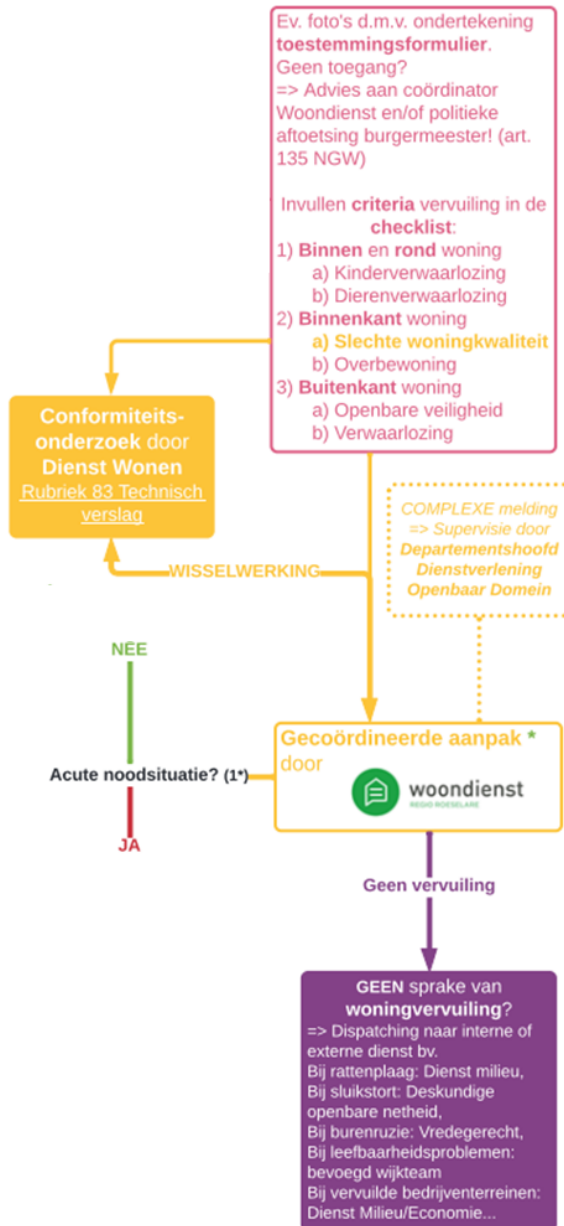 Ev. foto's d.m.v. ondertekening
toestemmingsformulier.
Geen toegang?
=> Advies aan coördinator
Woondienst en/of politieke
aftoetsing burgermeester! (art.
135 NGW)
Invullen criteria vervuiling in de
checklist:
1) Binnen en rond woning
a) Kinderverwaarlozing
b) Dierenverwaarlozing
2) Binnenkant woning
a) Slechte woningkwaliteit
b) Overbewoning
3) Buitenkant woning
a) Openbare veiligheid
b) Verwaarlozing
Conformiteits-
onderzoek door
Dienst Wonen
Rubriek 83 Technisch
verslag
COMPLEXE melding
=> Supervisie door
Departementshoofd
Dienstverlening
Openbaar Domein
WISSELWERKING
NEE
Acute noodsituatie? (1*)
JA
Gecoördineerde aanpak *
door
woondienst
REGIO ROESELARE
Geen vervuiling
GEEN sprake van
woningvervuiling?
=> Dispatching naar interne of
externe dienst bv.
Bij rattenplaag: Dienst milieu,
Bij sluikstort: Deskundige
openbare netheid,
Bij burenruzie: Vredegerecht,
Bij leefbaarheidsproblemen:
bevoegd wijkteam
Bij vervuilde bedrijventerreinen:
Dienst Milieu/Economie...